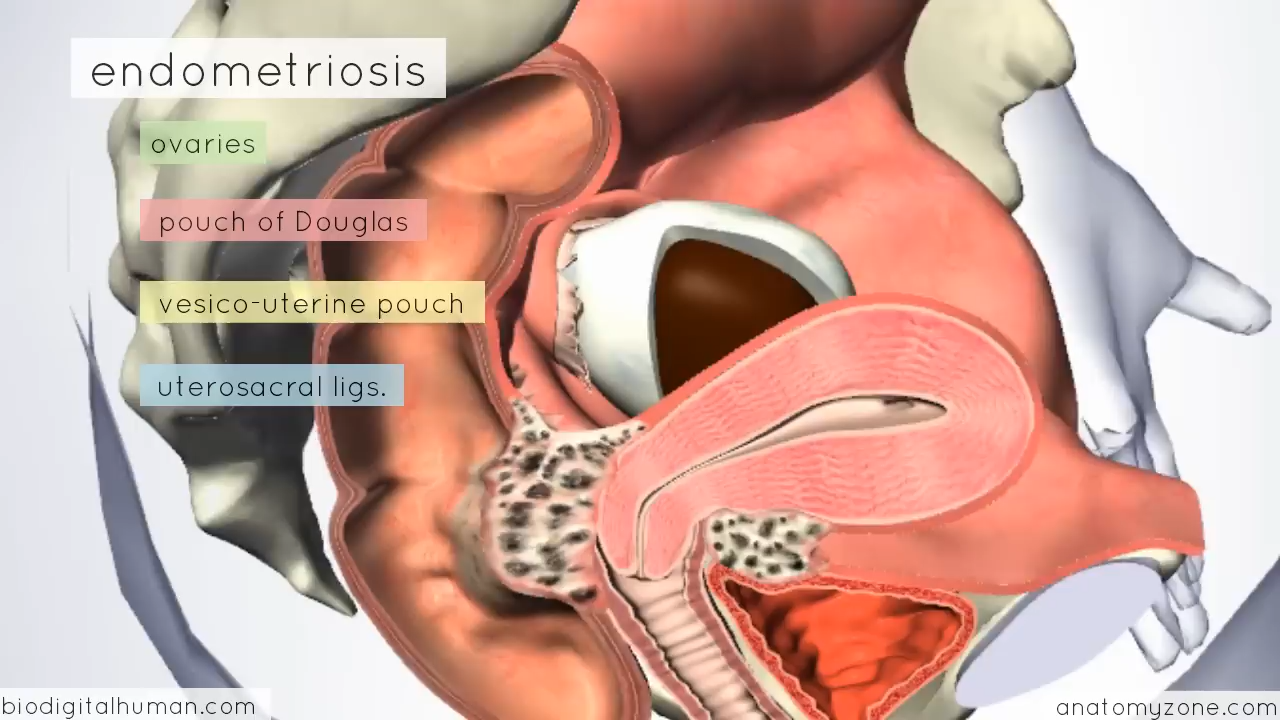 endometriosis
ovaries
pouch of Douglas
vesico-uterine pouch
uterosacral ligs.
biodigitalhuman.com
anatomyzone.com